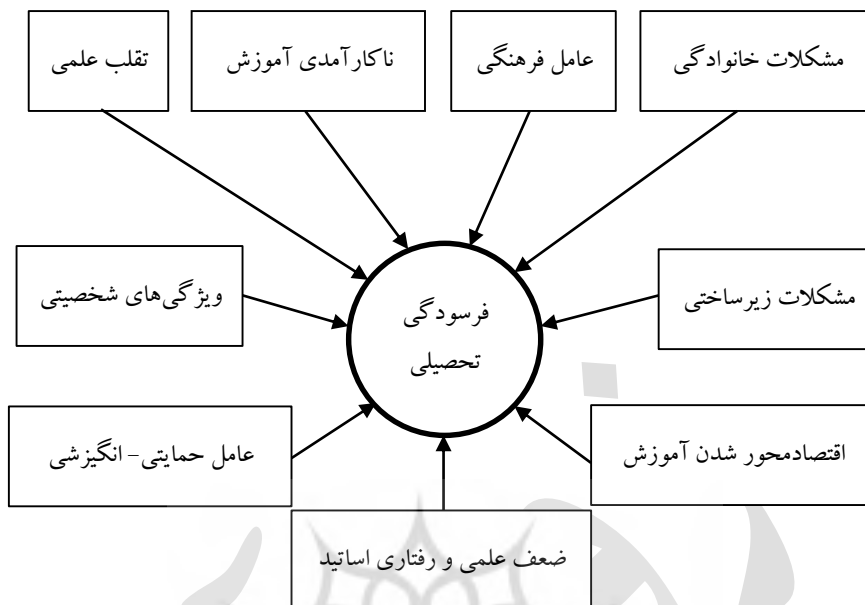 مشکلات خانوادگی
عامل فرهنگی
ناکارآمدی آموزش
تقلب علمی
مشکلات زیرساختی
فرسودگی
تحصیلی
ویژگی‌های شخصیتی
اقتصادمحور شدن آموزش
عامل حمایتی- انگیزشی
ضعف علمی و رفتاری اساتید